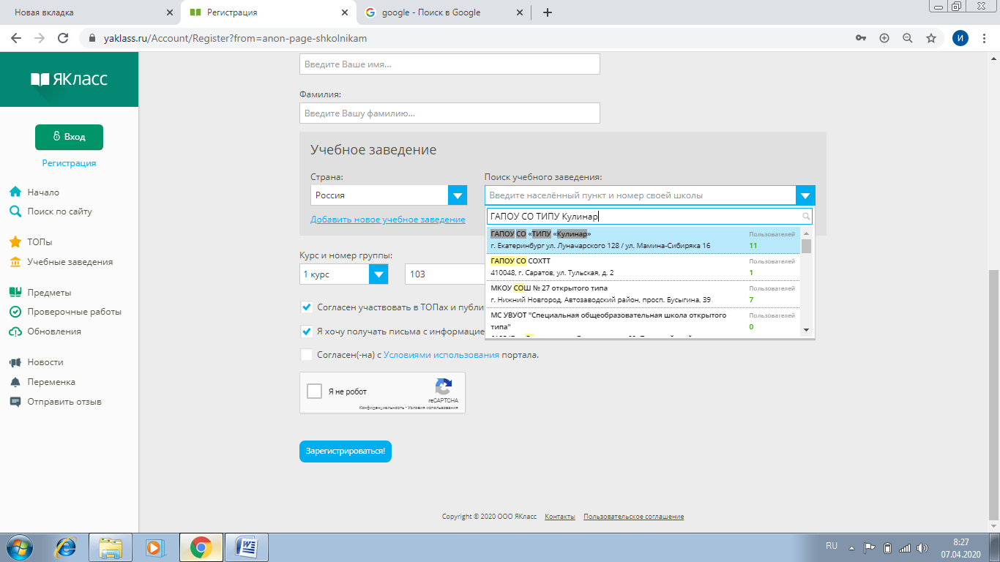 Новая вкладка
Регистрация
google - Поиск в Google
yaklass.ru/Account/Register?from=anon-page-shkolnikam
И
ЯКласс
Вход
Регистрация
Начало
Поиск по сайту
ТОПы
Учебные заведения
Предметы
Проверочные работы
Обновления
Новости
Переменка
Отправить отзыв
Введите Ваше имя...
Фамилия:
Введите Вашу фамилию...
Учебное заведение
Страна:
Поиск учебного заведения:
Россия
Введите населённый пункт и номер своей школы
Добавить новое учебное заведение
ГАПОУ СО ТИПУ Кулинар
ГАПОУ СО «ТИПУ «Кулинар»
Пользователей
г. Екатеринбург ул. Луначарского 128 / ул. Мамина-Сибиряка 16
11
ГАПОУ СО СОХТТ
Пользователей
410048, г. Саратов, ул. Тульская, д. 2
1
МКОУ СОШ № 27 открытого типа
Пользователей
г. Нижний Новгород, Автозаводский район, просп. Бусыгина, 39
7
МС УВУОТ "Специальная общеобразовательная школа открытого
типа"
Пользователей
0
Курс и номер группы:
1 курс
103
Согласен участвовать в ТОПах и публи
Я хочу получать письма с информацие
Согласен(-на) с Условиями использования портала.
Я не робот
reCAPTCHA
Конфиденциальность - Условия использования
Зарегистрироваться!
Copyright © 2020 ООО ЯКласс Контакты Пользовательское соглашение
RU
8:27
07.04.2020